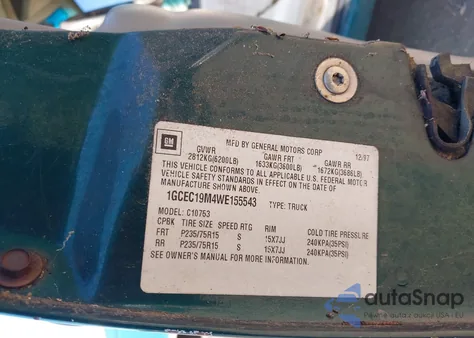 GM
MFD BY GENERAL MOTORS CORP 12/97
GVWR GAWR FRT GAWR RR
2812KG(6200LB) 1633KG(3600LB) 1672KG(3686LB)
THIS VEHICLE CONFORMS TO ALL APPLICABLE U.S. FEDERAL MOTOR
VEHICLE SAFETY STANDARDS IN EFFECT ON THE DATE OF
MANUFACTURE SHOWN ABOVE.
1GCEC19M4WE155543 TYPE: TRUCK
MODEL: C10753
CPBK TIRE SIZE SPEED RTG RIM COLD TIRE PRESSURE
FRT P235/75R15 S 15X7JJ 240KPA(35PSI)
RR P235/75R15 S 15X7JJ 240KPA(35PSI)
SEE OWNER'S MANUAL FOR MORE INFORMATION.
autaSnap